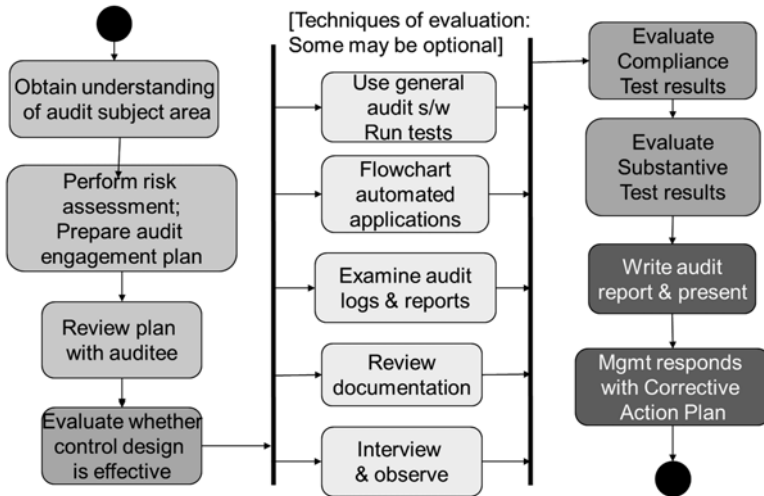 Obtain understanding
of audit subject area
Perform risk
assessment;
Prepare audit
engagement plan
Review plan
with auditee
Evaluate whether
control design
is effective
[Techniques of evaluation:
Some may be optional]
Use general
audit s/w
Run tests
Flowchart
automated
applications
Examine audit
logs & reports
Review
documentation
Interview
& observe
Evaluate
Compliance
Test results
Evaluate
Substantive
Test results
Write audit
report & present
Mgmt responds
with Corrective
Action Plan